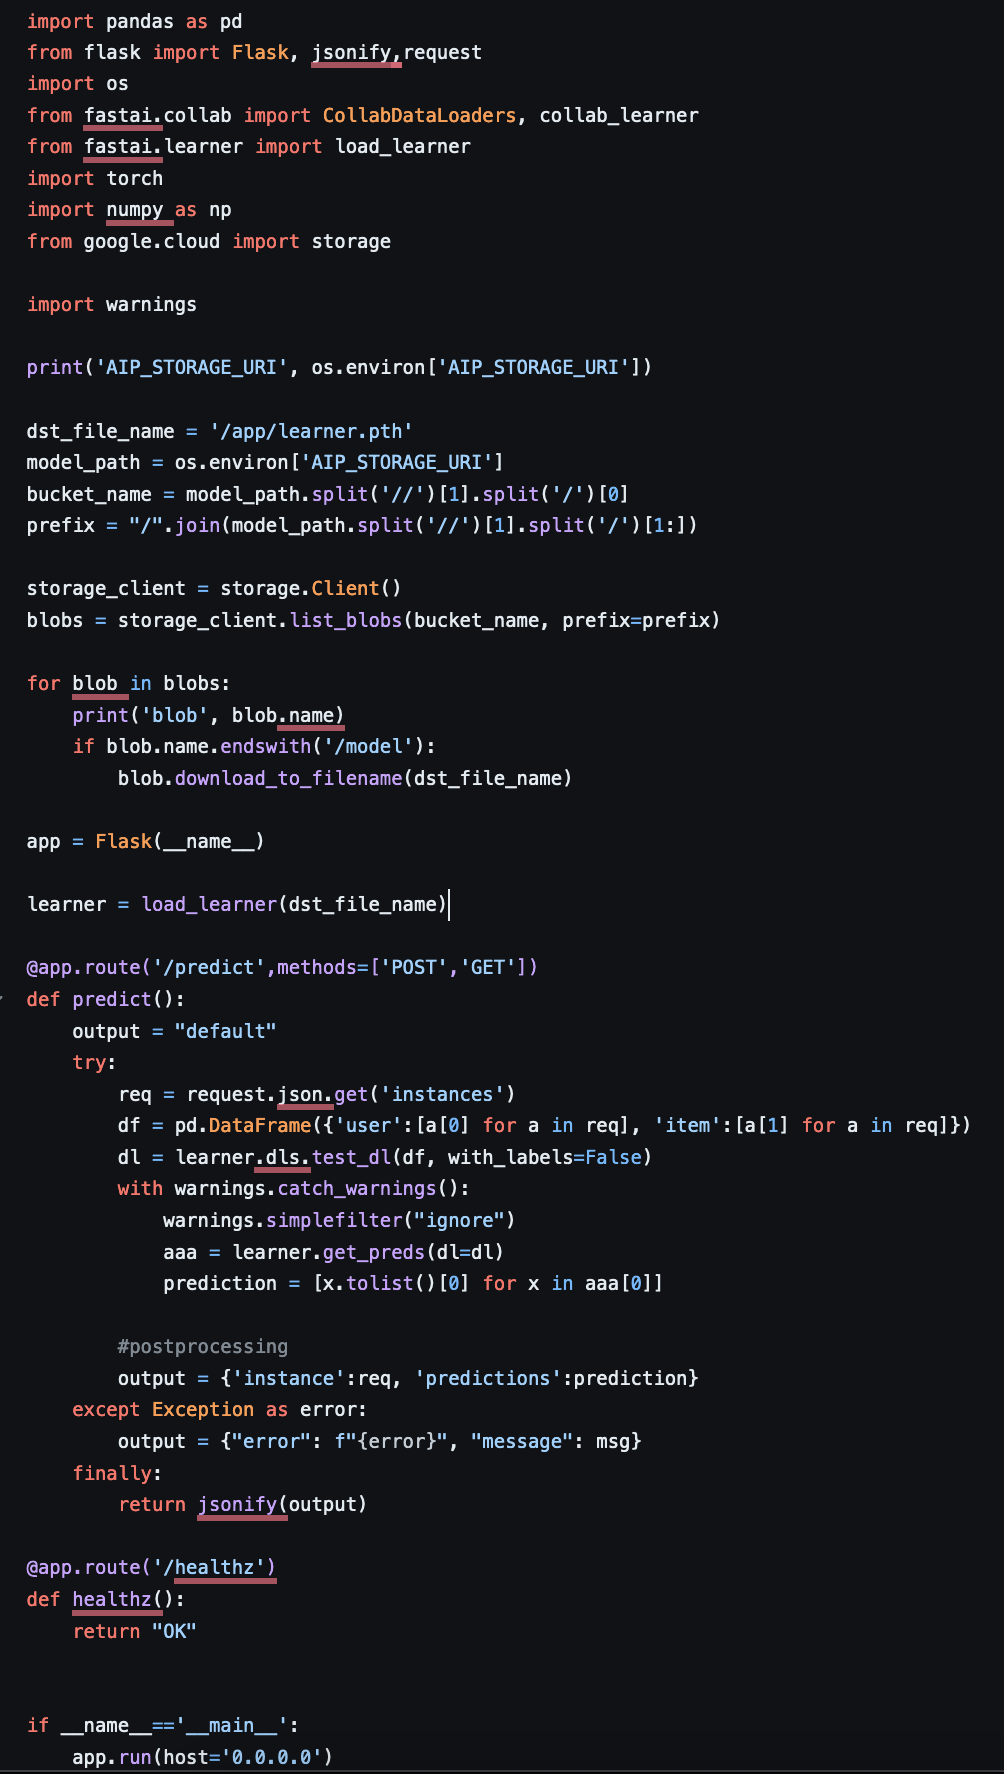 import pandas as pd
from flask import Flask, jsonify,request
import os
from fastai.collab import CollabDataLoaders, collab_learner
from fastai.learner import load_learner
import torch
import numpy as np
from google.cloud import storage

import warnings

print('AIP_STORAGE_URI', os.environ['AIP_STORAGE_URI'])

dst_file_name = '/app/learner.pth'
model_path = os.environ['AIP_STORAGE_URI']
bucket_name = model_path.split('//')[1].split('/')[0]
prefix = "/".join(model_path.split('//')[1].split('/')[1:])

storage_client = storage.Client()
blobs = storage_client.list_blobs(bucket_name, prefix=prefix)

for blob in blobs:
    print('blob', blob.name)
    if blob.name.endswith('/model'):
        blob.download_to_filename(dst_file_name)

app = Flask(__name__)

learner = load_learner(dst_file_name)

@app.route('/predict',methods=['POST','GET'])
def predict():
    output = "default"
    try:
        req = request.json.get('instances')
        df = pd.DataFrame({'user':[a[0] for a in req], 'item':[a[1] for a in req]})
        dl = learner.dls.test_dl(df, with_labels=False)
        with warnings.catch_warnings():
            warnings.simplefilter("ignore")
            aaa = learner.get_preds(dl=dl)
            prediction = [x.tolist()[0] for x in aaa[0]]

        #postprocessing
        output = {'instance':req, 'predictions':prediction}
    except Exception as error:
        output = {"error": f"{error}", "message": msg}
    finally:
        return jsonify(output)

@app.route('/healthz')
def healthz():
    return "OK"


if __name__=='__main__':
    app.run(host='0.0.0.0')